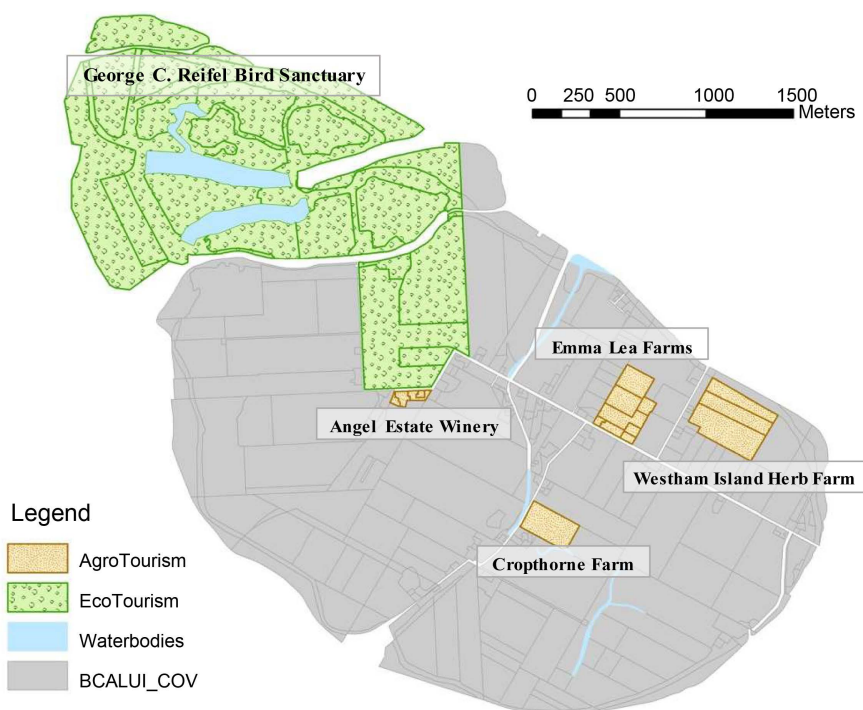 George C. Reifel Bird Sanctuary
0 250 500 1000 1500
Meters
Emma Lea Farms
Angel Estate Winery
Westham Island Herb Farm
Cropthorne Farm
Legend
AgroTourism
EcoTourism
Waterbodies
BCALUI_COV